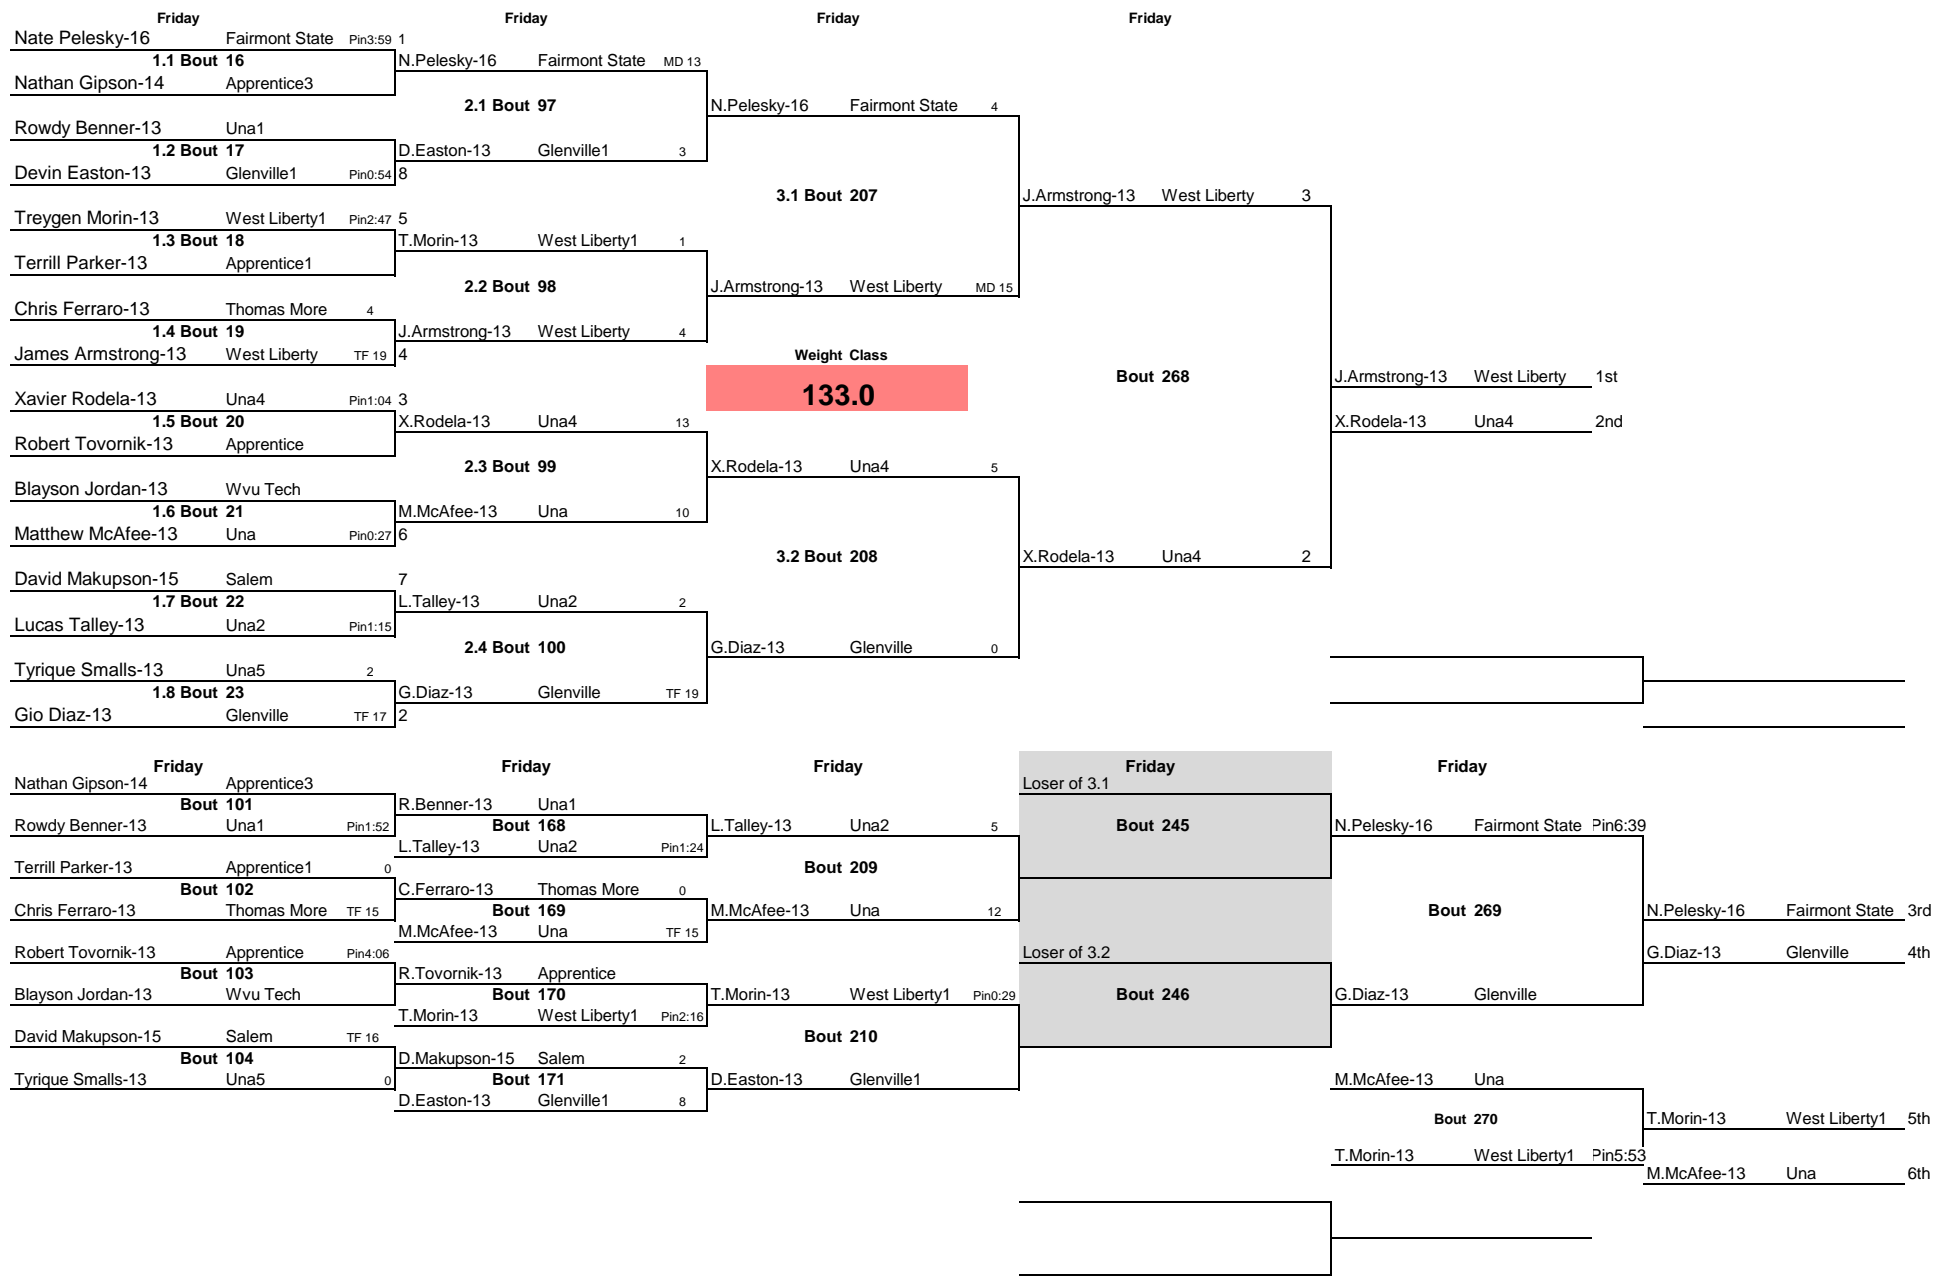 Friday Friday Friday Friday
Nate Pelesky-16 Fairmont State Pin3:59 1
1.1 Bout 16 N.Pelesky-16 Fairmont State MD 13
Nathan Gipson-14 Apprentice3
2.1 Bout 97 N.Pelesky-16 Fairmont State 4
Rowdy Benner-13 Una1
1.2 Bout 17 D.Easton-13 Glenville1 3
Devin Easton-13 Glenville1 Pin0:54 8
3.1 Bout 207 J.Armstrong-13 West Liberty 3
Treygen Morin-13 West Liberty1 Pin2:47 5
1.3 Bout 18 T.Morin-13 West Liberty1 1
Terrill Parker-13 Apprentice1
2.2 Bout 98 J.Armstrong-13 West Liberty MD 15
Chris Ferraro-13 Thomas More 4
1.4 Bout 19 J.Armstrong-13 West Liberty 4
James Armstrong-13 West Liberty TF 19 4 Weight Class
Bout 268 J.Armstrong-13 West Liberty 1st
Xavier Rodela-13 Una4 Pin1:04 3 133.0
1.5 Bout 20 X.Rodela-13 Una4 13 X.Rodela-13 Una4 2nd
Robert Tovornik-13 Apprentice
2.3 Bout 99 X.Rodela-13 Una4 5
Blayson Jordan-13 Wvu Tech
1.6 Bout 21 M.McAfee-13 Una 10
Matthew McAfee-13 Una Pin0:27 6
3.2 Bout 208 X.Rodela-13 Una4 2
David Makupson-15 Salem 7
1.7 Bout 22 L.Talley-13 Una2 2
Lucas Talley-13 Una2 Pin1:15
2.4 Bout 100 G.Diaz-13 Glenville 0
Tyrique Smalls-13 Una5 2
1.8 Bout 23 G.Diaz-13 Glenville TF 19
Gio Diaz-13 Glenville TF 17 2
Friday Friday Friday Friday Friday
Nathan Gipson-14 Apprentice3 Loser of 3.1
Bout 101 R.Benner-13 Una1
Rowdy Benner-13 Una1 Pin1:52 Bout 168 L.Talley-13 Una2 5 Bout 245 N.Pelesky-16 Fairmont State Pin6:39
L.Talley-13 Una2 Pin1:24
Terrill Parker-13 Apprentice1 0 Bout 209
Bout 102 C.Ferraro-13 Thomas More 0
Chris Ferraro-13 Thomas More TF 15 Bout 169 M.McAfee-13 Una 12 Bout 269 N.Pelesky-16 Fairmont State 3rd
M.McAfee-13 Una TF 15
Robert Tovornik-13 Apprentice Pin4:06 Loser of 3.2 G.Diaz-13 Glenville 4th
Bout 103 R.Tovornik-13 Apprentice
Blayson Jordan-13 Wvu Tech Bout 170 T.Morin-13 West Liberty1 Pin0:29 Bout 246 G.Diaz-13 Glenville
T.Morin-13 West Liberty1 Pin2:16
David Makupson-15 Salem TF 16 Bout 210
Bout 104 D.Makupson-15 Salem 2
Tyrique Smalls-13 Una5 0 Bout 171 D.Easton-13 Glenville1 M.McAfee-13 Una
D.Easton-13 Glenville1 8
Bout 270 T.Morin-13 West Liberty1 5th
T.Morin-13 West Liberty1 Pin5:53
M.McAfee-13 Una 6th